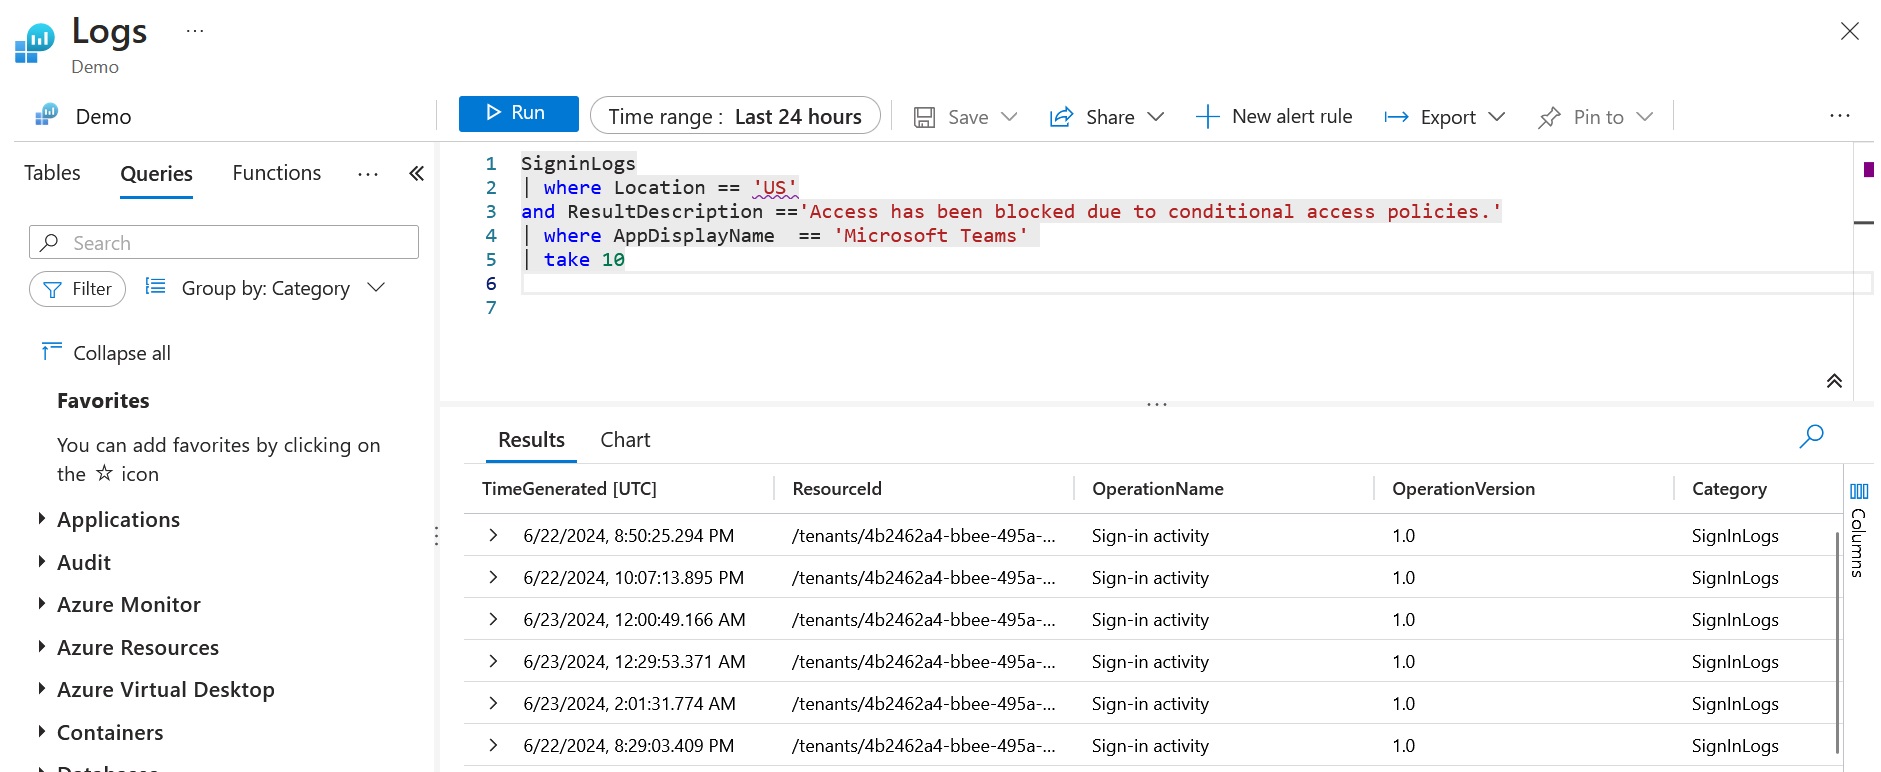 Logs ...
Demo
Demo
Run
Time range : Last 24 hours
Save
Share
New alert rule
Export
Pin to
...
Tables
Queries
Functions
...
Search
Filter
Group by: Category
Collapse all
Favorites
You can add favorites by clicking on
the ☆ icon
Applications
Audit
Azure Monitor
Azure Resources
Azure Virtual Desktop
Containers
Databases
1 SigninLogs
2 | where Location == 'US'
3 and ResultDescription =='Access has been blocked due to conditional access policies.'
4 | where AppDisplayName  == 'Microsoft Teams'
5 | take 10
6
7
Results
Chart
TimeGenerated [UTC] ResourceId OperationName OperationVersion Category
6/22/2024, 8:50:25.294 PM /tenants/4b2462a4-bbee-495a-... Sign-in activity 1.0 SignInLogs
6/22/2024, 10:07:13.895 PM /tenants/4b2462a4-bbee-495a-... Sign-in activity 1.0 SignInLogs
6/23/2024, 12:00:49.166 AM /tenants/4b2462a4-bbee-495a-... Sign-in activity 1.0 SignInLogs
6/23/2024, 12:29:53.371 AM /tenants/4b2462a4-bbee-495a-... Sign-in activity 1.0 SignInLogs
6/23/2024, 2:01:31.774 AM /tenants/4b2462a4-bbee-495a-... Sign-in activity 1.0 SignInLogs
6/22/2024, 8:29:03.409 PM /tenants/4b2462a4-bbee-495a-... Sign-in activity 1.0 SignInLogs
Columns